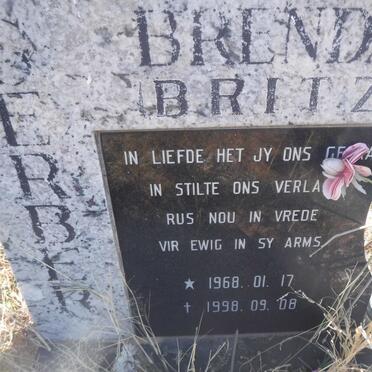 BREND
BRITZ
IN LIEFDE HET JY ONS
IN STILTE ONS VERLA
RUS NOU IN VREDE
VIR EWIG IN SY ARMS
★ 1968. 01. 17
✝ 1998. 09. 08